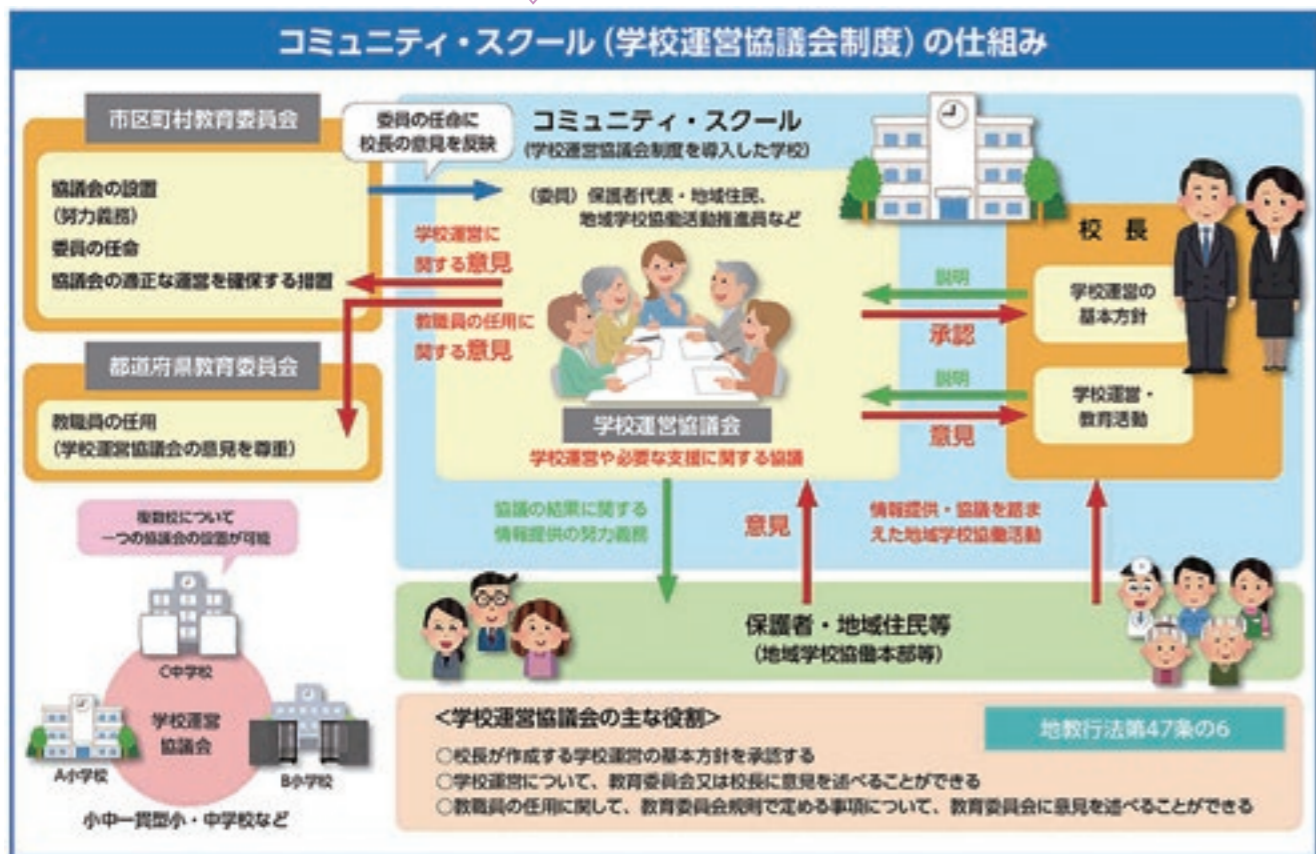 コミュニティ・スクール(学校運営協議会制度)の仕組み
市区町村教育委員会
協議会の設置
(努力義務)
委員の任命
協議会の適正な運営を確保する措置
委員の任命に
校長の意見を反映
コミュニティ・スクール
(学校運営協議会制度を導入した学校)
(委員)保護者代表・地域住民、
地域学校協働活動推進員など
学校運営に
関する意見
教職員の任用に
関する意見
都道府県教育委員会
教職員の任用
(学校運営協議会の意見を尊重)
学校運営協議会
学校運営や必要な支援に関する協議
校長
説明
承認
学校運営の
基本方針
説明
意見
学校運営・
教育活動
協議の結果に関する
情報提供の努力義務
意見
情報提供・協議を踏ま
えた地域学校協働活動
保護者・地域住民等
(地域学校協働本部等)
複数校について
一つの協議会の設置が可能
C中学校
学校運営
協議会
A小学校
B小学校
小中一貫型小・中学校など
<学校運営協議会の主な役割>
地教行法第47条の6
○校長が作成する学校運営の基本方針を承認する
○学校運営について、教育委員会又は校長に意見を述べることができる
○教職員の任用に関して、教育委員会規則で定める事項について、教育委員会に意見を述べることができる